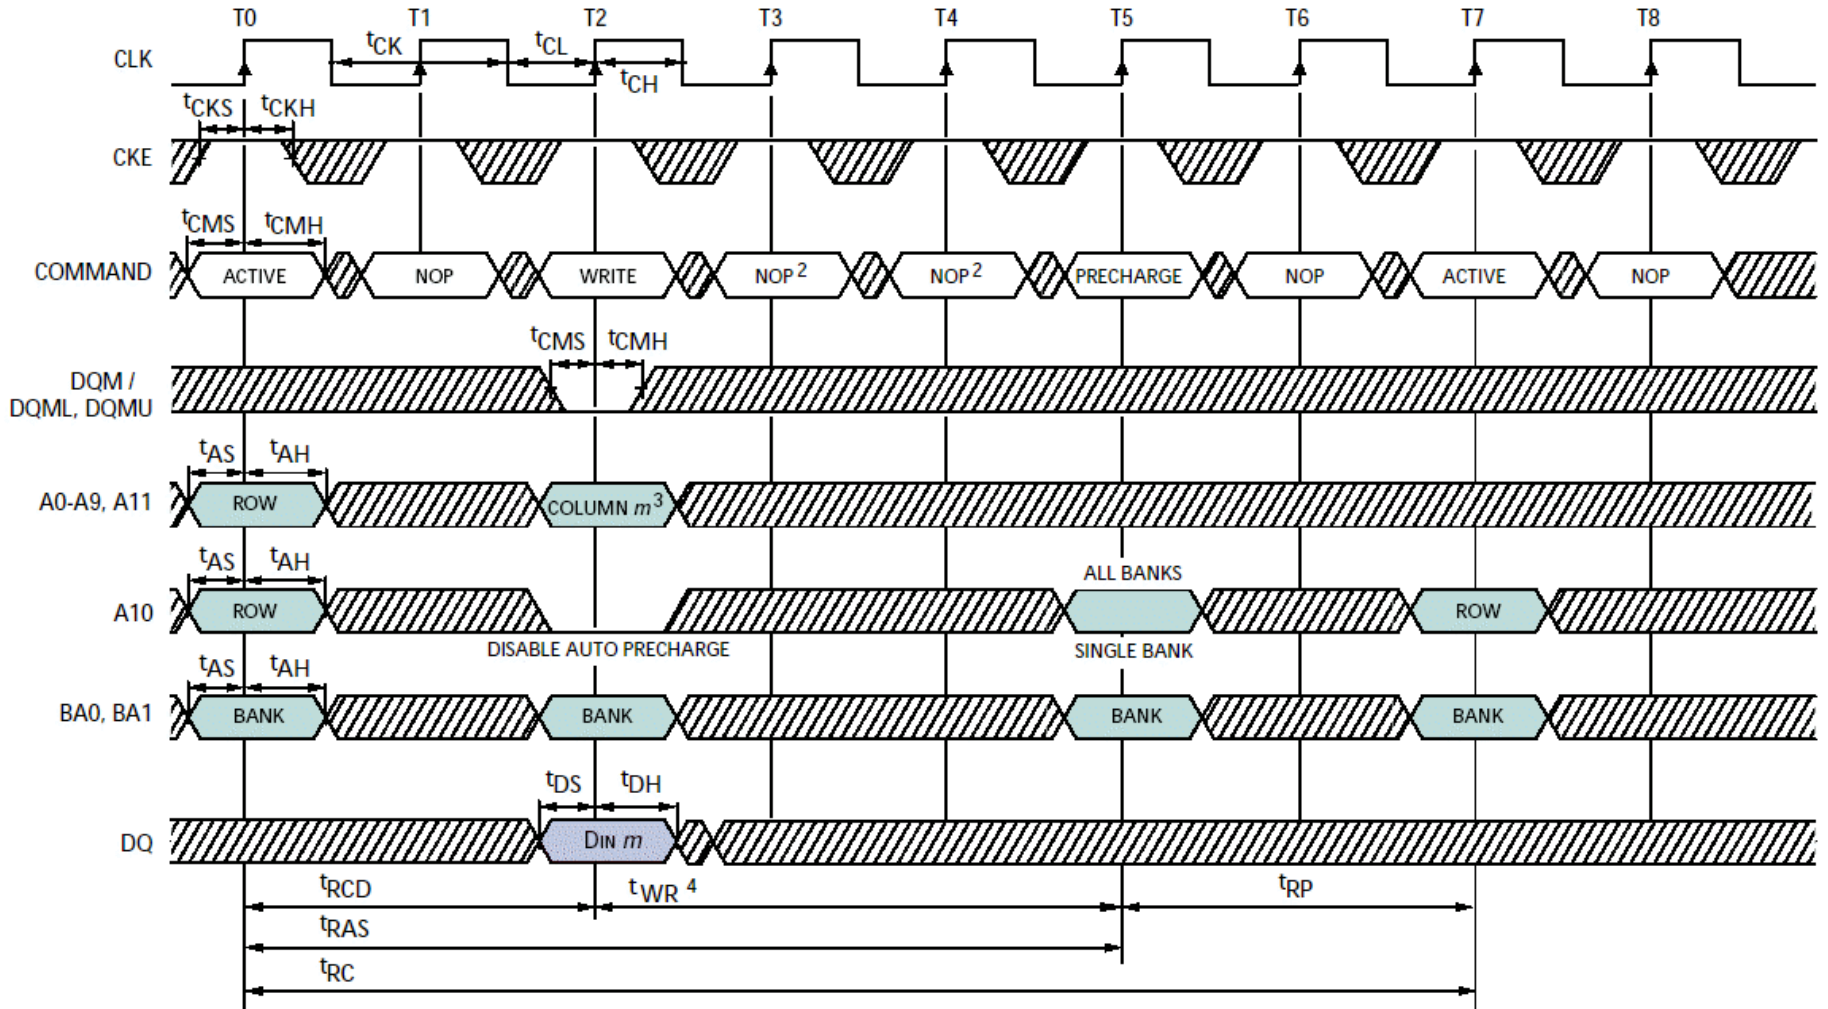 T0 T1 T2 T3 T4 T5 T6 T7 T8
CLK tCK tCL tCH
tCKS tCKH
CKE
tCMS tCMH
COMMAND ACTIVE NOP WRITE NOP 2 NOP 2 PRECHARGE NOP ACTIVE NOP
tCMS tCMH
DQM /
DQML, DQMU
tAS tAH
A0-A9, A11 ROW COLUMN m 3
tAS tAH ALL BANKS
A10 ROW ROW
DISABLE AUTO PRECHARGE SINGLE BANK
tAS tAH
BA0, BA1 BANK BANK BANK BANK
tDS tDH
DQ DIN m
tRCD tWR 4 tRP
tRAS
tRC